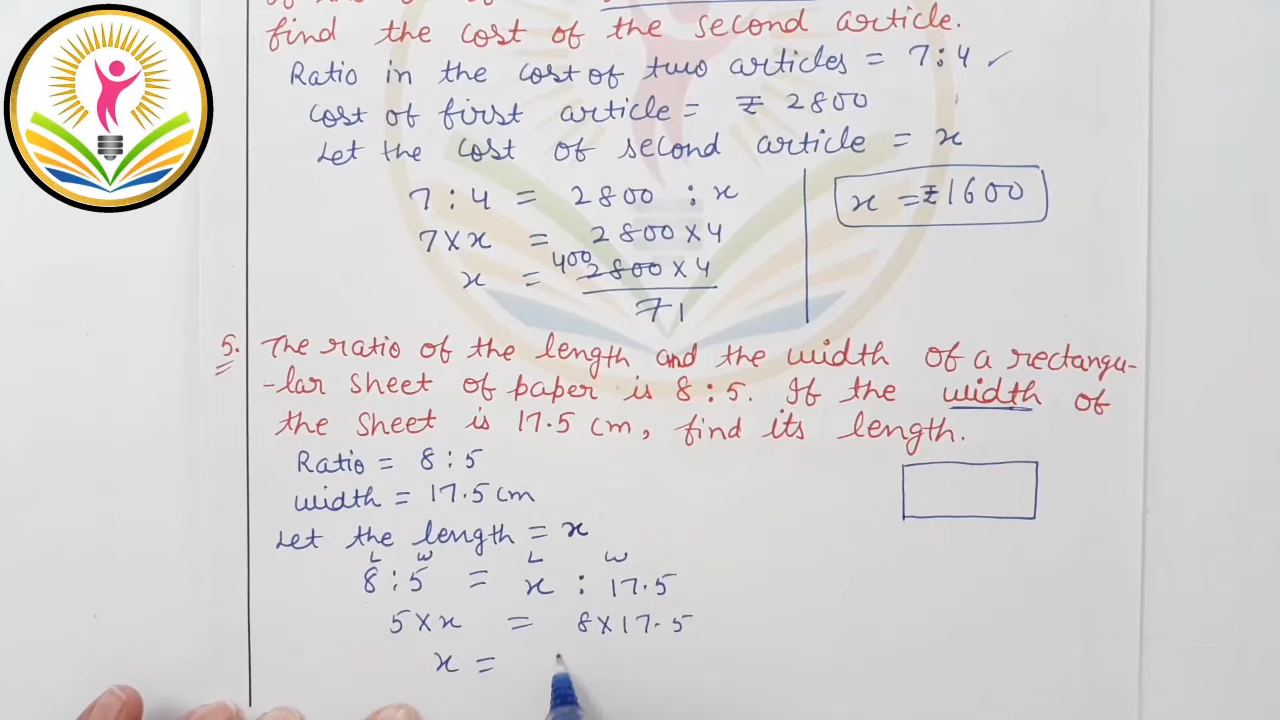 find the cost of the second article.
Ratio in the cost of two articles = 7:4 ✓
Cost of first article = ₹ 2800
Let the cost of second article = x
7 : 4 = 2800 : x
7 × x = 2800 × 4
x = 400 2800 × 4
7 1
x = ₹1600
5. The ratio of the length and the width of a rectangu-
-lar sheet of paper is 8:5. If the width of
the sheet is 17.5 cm, find its length.
Ratio = 8:5
width = 17.5 cm
Let the length = x
L W L W
8:5 = x : 17.5
5 × x = 8 × 17.5
x =